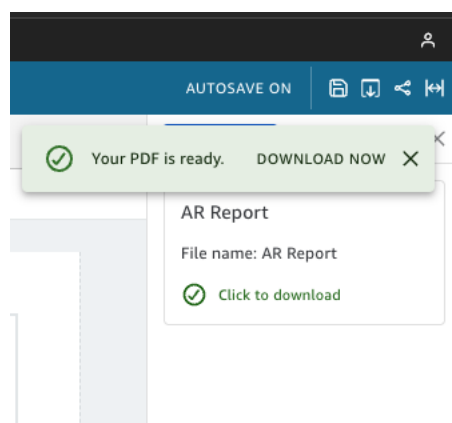 AUTOSAVE ON
Your PDF is ready. DOWNLOAD NOW
AR Report
File name: AR Report
Click to download